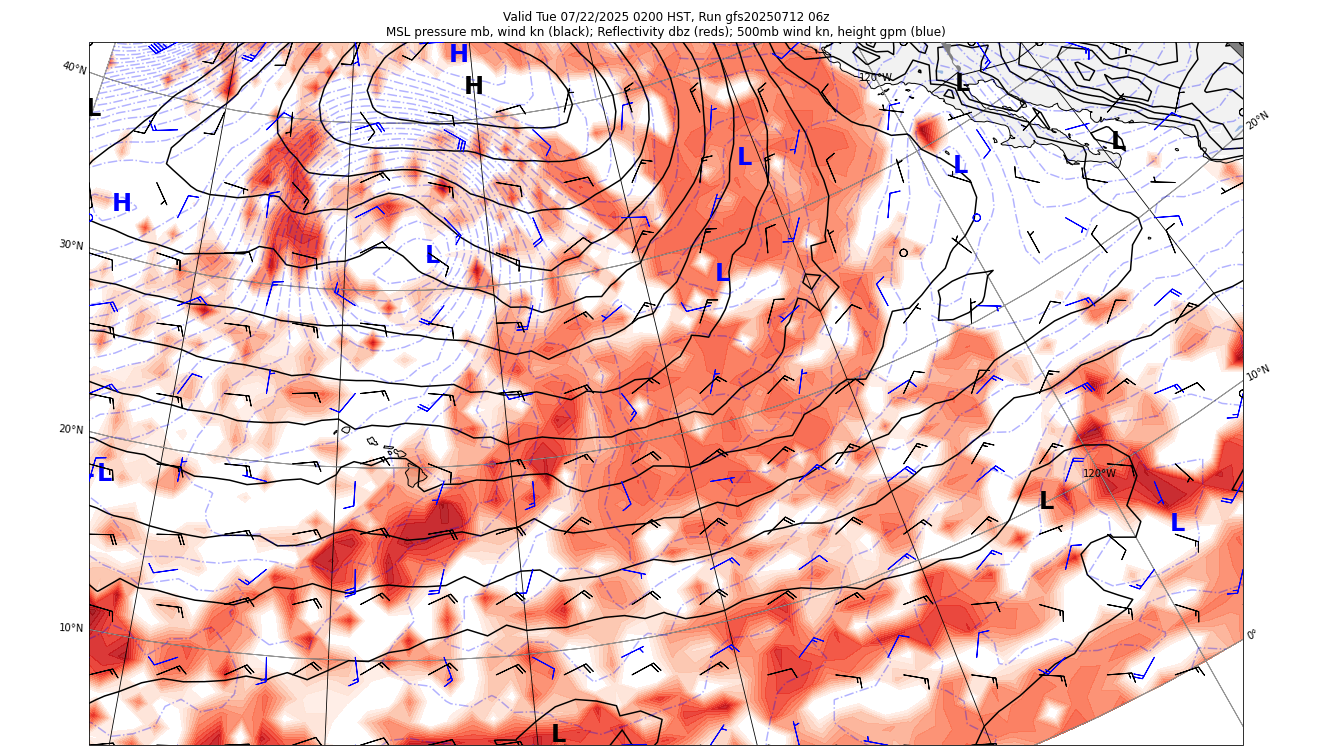 Valid Tue 07/22/2025 0200 HST, Run gfs20250712 06z
MSL pressure mb, wind kn (black); Reflectivity dbz (reds); 500mb wind kn, height gpm (blue)
H
H
40°N
120°W
L
L
20°N
L
L
L
H
30°N
L
L
10°N
20°N
L
120°W
L
L
10°N
0°
L